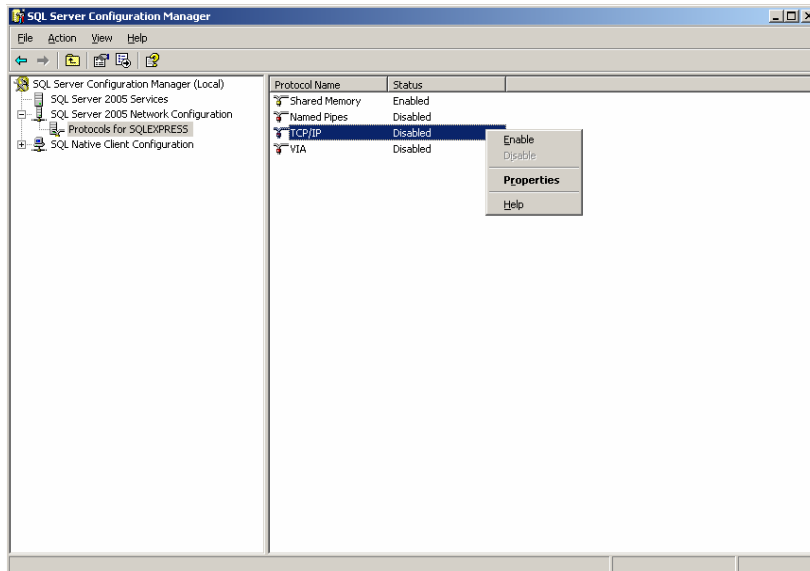 SQL Server Configuration Manager
File Action View Help
SQL Server Configuration Manager (Local)
SQL Server 2005 Services
SQL Server 2005 Network Configuration
Protocols for SQLEXPRESS
SQL Native Client Configuration
Protocol Name Status
Shared Memory Enabled
Named Pipes Disabled
TCP/IP Disabled
VIA Disabled
Enable
Disable
Properties
Help